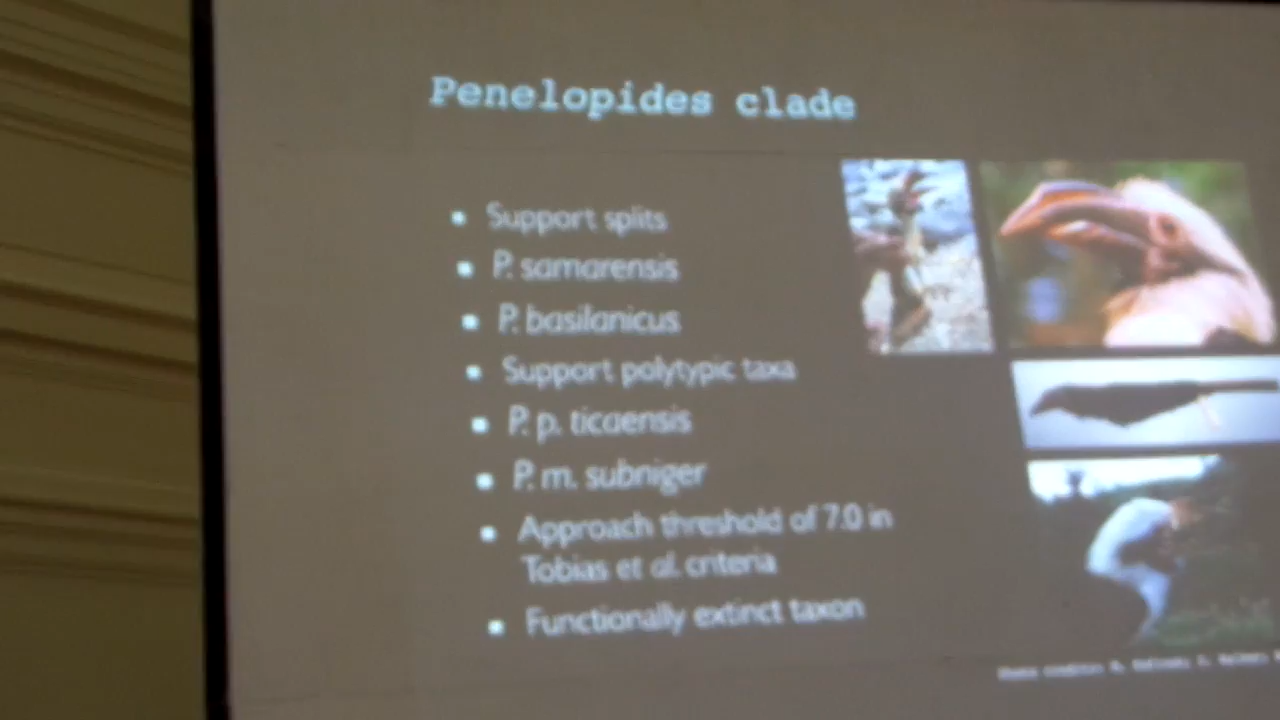 Penelopides clade
Support splits
P. samarensis
P. basilanicus
Support polytypic taxa
P. p. ticaensis
P. m. subniger
Approach threshold of 7.0 in
Tobias et al. criteria
Functionally extinct taxon